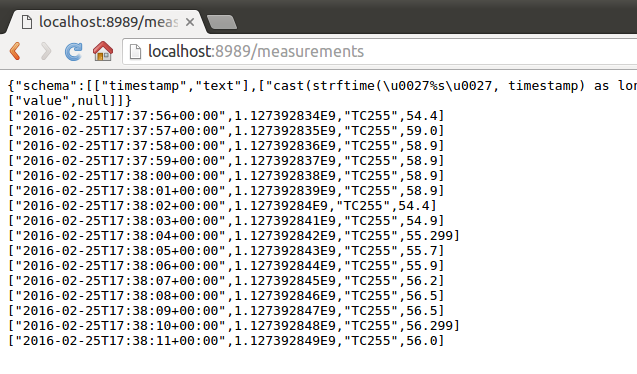 localhost:8989/meas
localhost:8989/measurements
{"schema":[["timestamp","text"],["cast(strftime(\u0027%s\u0027, timestamp) as lon
["value",null]]}
["2016-02-25T17:37:56+00:00",1.127392834E9,"TC255",54.4]
["2016-02-25T17:37:57+00:00",1.127392835E9,"TC255",59.0]
["2016-02-25T17:37:58+00:00",1.127392836E9,"TC255",58.9]
["2016-02-25T17:37:59+00:00",1.127392837E9,"TC255",58.9]
["2016-02-25T17:38:00+00:00",1.127392838E9,"TC255",58.9]
["2016-02-25T17:38:01+00:00",1.127392839E9,"TC255",58.9]
["2016-02-25T17:38:02+00:00",1.12739284E9,"TC255",54.4]
["2016-02-25T17:38:03+00:00",1.127392841E9,"TC255",54.9]
["2016-02-25T17:38:04+00:00",1.127392842E9,"TC255",55.299]
["2016-02-25T17:38:05+00:00",1.127392843E9,"TC255",55.7]
["2016-02-25T17:38:06+00:00",1.127392844E9,"TC255",55.9]
["2016-02-25T17:38:07+00:00",1.127392845E9,"TC255",56.2]
["2016-02-25T17:38:08+00:00",1.127392846E9,"TC255",56.5]
["2016-02-25T17:38:09+00:00",1.127392847E9,"TC255",56.5]
["2016-02-25T17:38:10+00:00",1.127392848E9,"TC255",56.299]
["2016-02-25T17:38:11+00:00",1.127392849E9,"TC255",56.0]